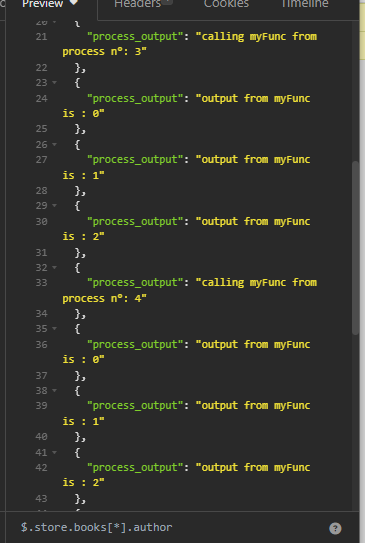 Preview
Headers
Cookies
Timeline
20 {
21 "process_output": "calling myFunc from
process nº: 3"
22 },
23 {
24 "process_output": "output from myFunc
is : 0"
25 },
26 {
27 "process_output": "output from myFunc
is : 1"
28 },
29 {
30 "process_output": "output from myFunc
is : 2"
31 },
32 {
33 "process_output": "calling myFunc from
process nº: 4"
34 },
35 {
36 "process_output": "output from myFunc
is : 0"
37 },
38 {
39 "process_output": "output from myFunc
is : 1"
40 },
41 {
42 "process_output": "output from myFunc
is : 2"
43 },
$.store.books[*].author
?